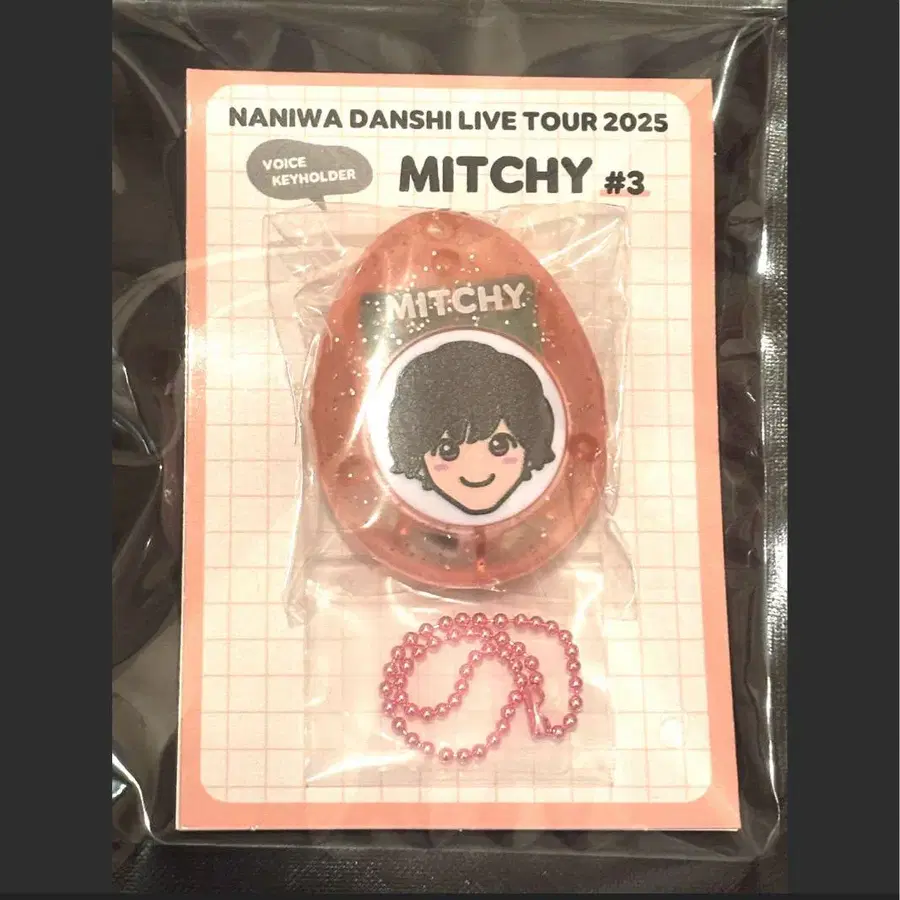 NANIWA DANSHI LIVE TOUR 2025
VOICE
KEYHOLDER
MITCHY #3
MITCHY